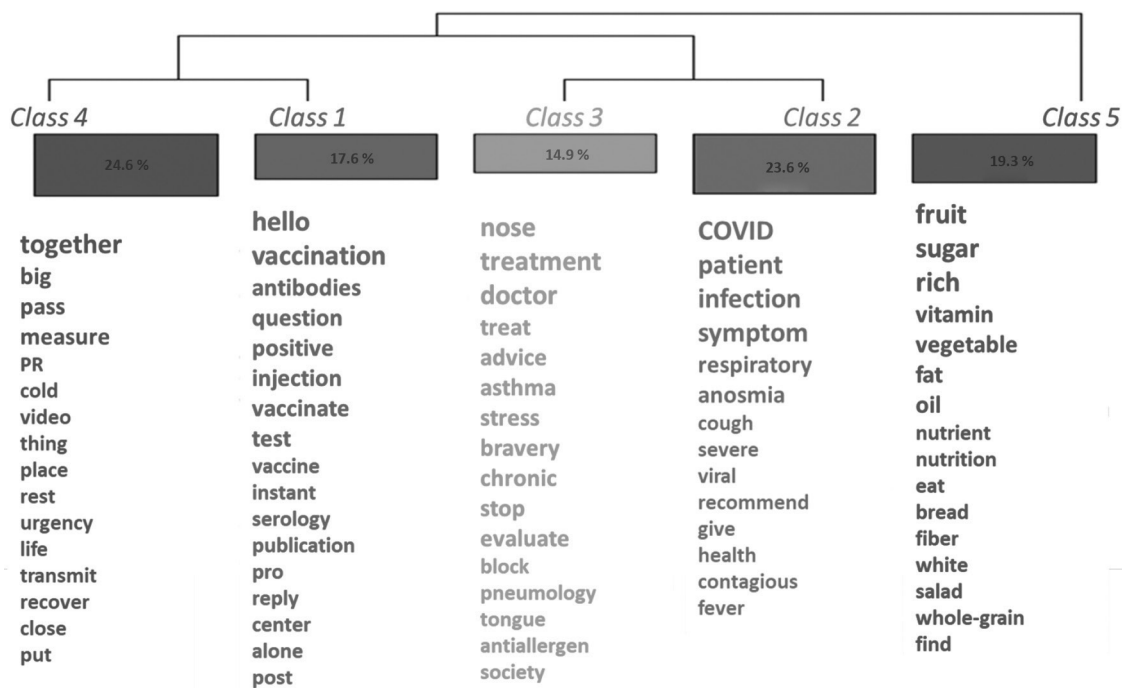 Class 4
Class 1
Class 3
Class 2
Class 5
24.6 %
17.6 %
14.9 %
23.6 %
19.3 %
together
big
pass
measure
PR
cold
video
thing
place
rest
urgency
life
transmit
recover
close
put
hello
vaccination
antibodies
question
positive
injection
vaccinate
test
vaccine
instant
serology
publication
pro
reply
center
alone
post
nose
treatment
doctor
treat
advice
asthma
stress
bravery
chronic
stop
evaluate
block
pneumology
tongue
antiallergen
society
COVID
patient
infection
symptom
respiratory
anosmia
cough
severe
viral
recommend
give
health
contagious
fever
fruit
sugar
rich
vitamin
vegetable
fat
oil
nutrient
nutrition
eat
bread
fiber
white
salad
whole-grain
find